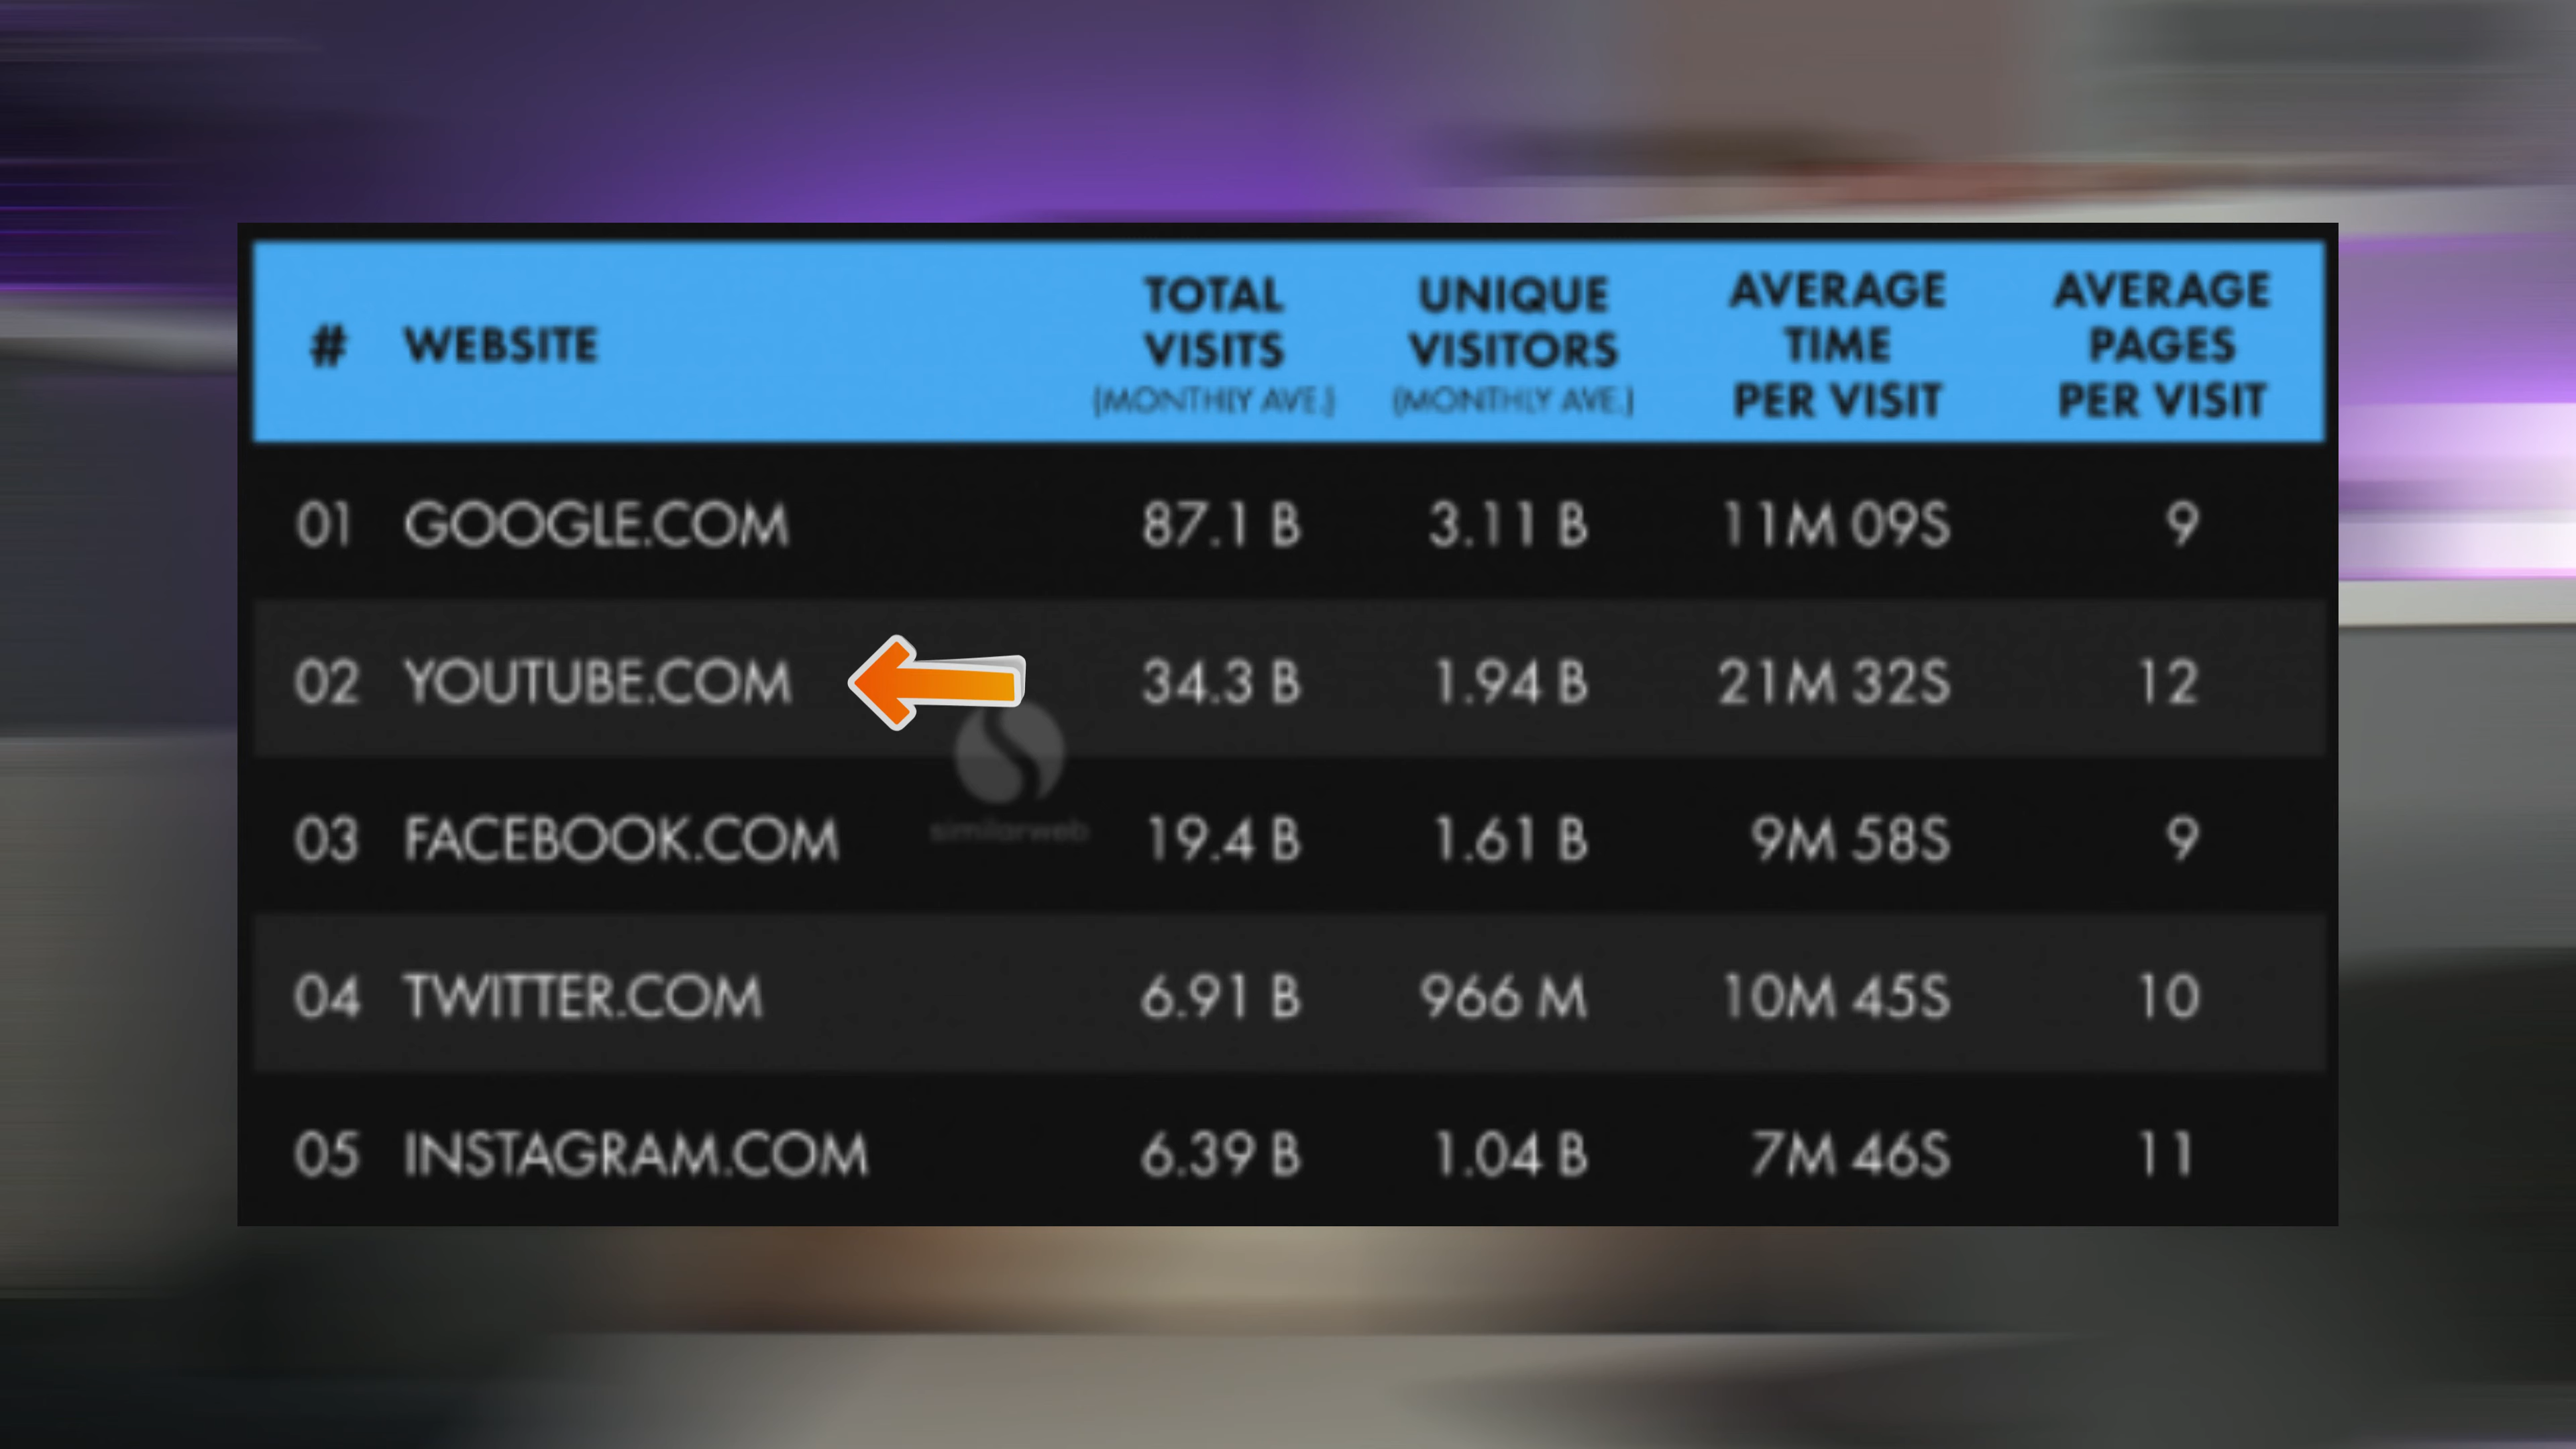 # WEBSITE TOTAL VISITS (MONTHLY AVE.) UNIQUE VISITORS (MONTHLY AVE.) AVERAGE TIME PER VISIT AVERAGE PAGES PER VISIT
01 GOOGLE.COM 87.1 B 3.11 B 11M 09S 9
02 YOUTUBE.COM 34.3 B 1.94 B 21M 32S 12
03 FACEBOOK.COM 19.4 B 1.61 B 9M 58S 9
similarweb
04 TWITTER.COM 6.91 B 966 M 10M 45S 10
05 INSTAGRAM.COM 6.39 B 1.04 B 7M 46S 11